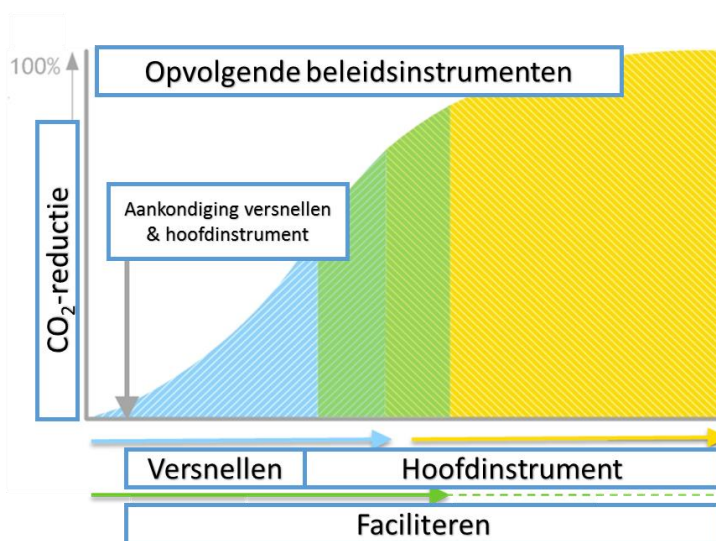 Opvolgende beleidsinstrumenten
100%
Aankondiging versnellen
& hoofdinstrument
CO₂-reductie
Versnellen
Hoofdinstrument
Faciliteren